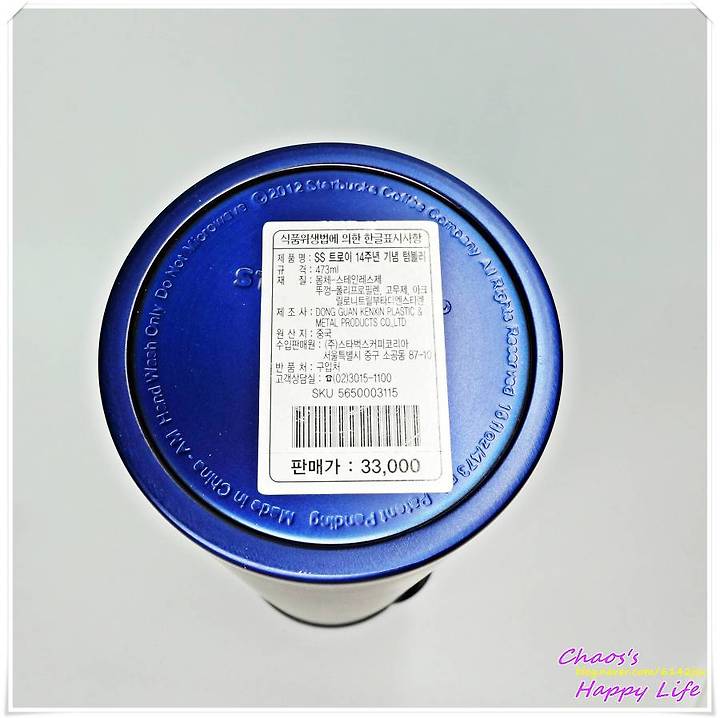 식품위생법에 의한 한글표시사항
제 품 명 : SS 트로이 14주년 기념 텀블러
규 격 : 473ml
재 질 : 몸체-스테인레스제
뚜껑-폴리프로필렌, 고무제, 아크
릴로니트릴부타디엔스타렌
제 조 사 : DONG GUAN KENKIN PLASTIC &
METAL PRODUCTS CO.,LTD
원 산 지 : 중국
수입판매원 : (주)스타벅스커피코리아
서울특별시 중구 소공동 87-10
반 품 처 : 구입처
고객상담실 : ☎(02)3015-1100
SKU 5650003115
판매가 : 33,000
©2012 Starbucks Coffee Company All Rights Reserved 16 fl oz/473
Patent Pending
Made in China
Hand Wash Only Do Not Microwave
Chaos's
Happy Life